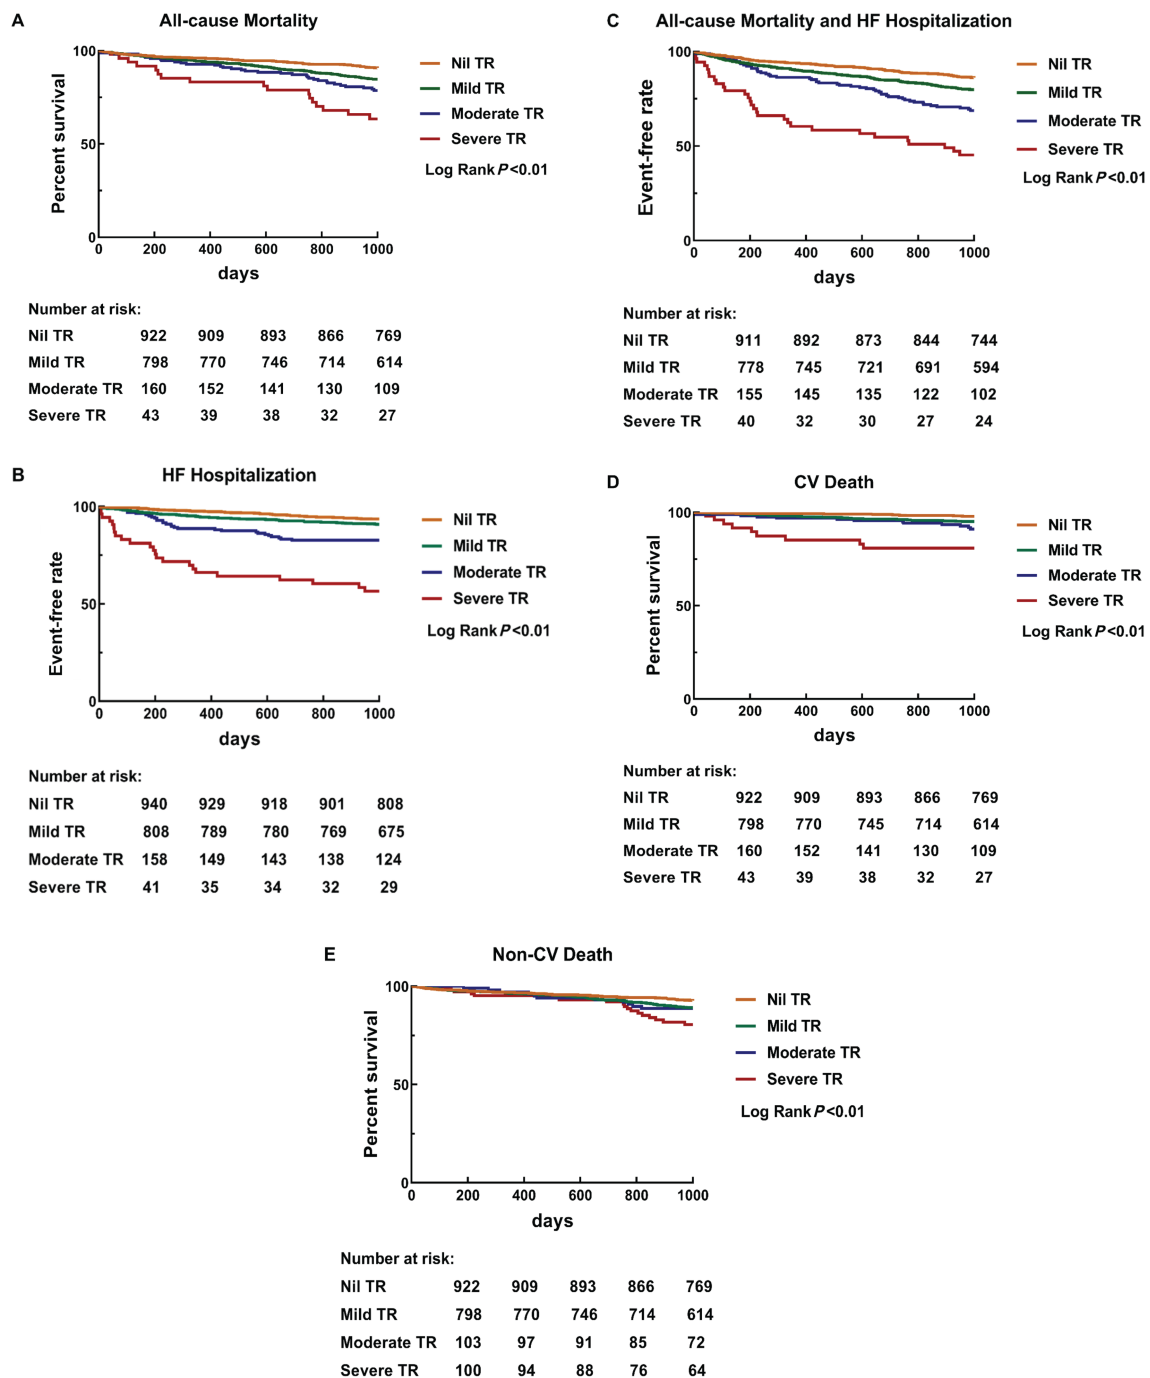 A
All-cause Mortality
Percent survival
100
50
0
0 200 400 600 800 1000
days
Nil TR
Mild TR
Moderate TR
Severe TR
Log Rank P<0.01
Number at risk:
Nil TR 922 909 893 866 769
Mild TR 798 770 746 714 614
Moderate TR 160 152 141 130 109
Severe TR 43 39 38 32 27
C
All-cause Mortality and HF Hospitalization
Event-free rate
100
50
0
0 200 400 600 800 1000
days
Nil TR
Mild TR
Moderate TR
Severe TR
Log Rank P<0.01
Number at risk:
Nil TR 911 892 873 844 744
Mild TR 778 745 721 691 594
Moderate TR 155 145 135 122 102
Severe TR 40 32 30 27 24
B
HF Hospitalization
Event-free rate
100
50
0
0 200 400 600 800 1000
days
Nil TR
Mild TR
Moderate TR
Severe TR
Log Rank P<0.01
Number at risk:
Nil TR 940 929 918 901 808
Mild TR 808 789 780 769 675
Moderate TR 158 149 143 138 124
Severe TR 41 35 34 32 29
D
CV Death
Percent survival
100
50
0
0 200 400 600 800 1000
days
Nil TR
Mild TR
Moderate TR
Severe TR
Log Rank P<0.01
Number at risk:
Nil TR 922 909 893 866 769
Mild TR 798 770 745 714 614
Moderate TR 160 152 141 130 109
Severe TR 43 39 38 32 27
E
Non-CV Death
Percent survival
100
50
0
0 200 400 600 800 1000
days
Nil TR
Mild TR
Moderate TR
Severe TR
Log Rank P<0.01
Number at risk:
Nil TR 922 909 893 866 769
Mild TR 798 770 746 714 614
Moderate TR 103 97 91 85 72
Severe TR 100 94 88 76 64